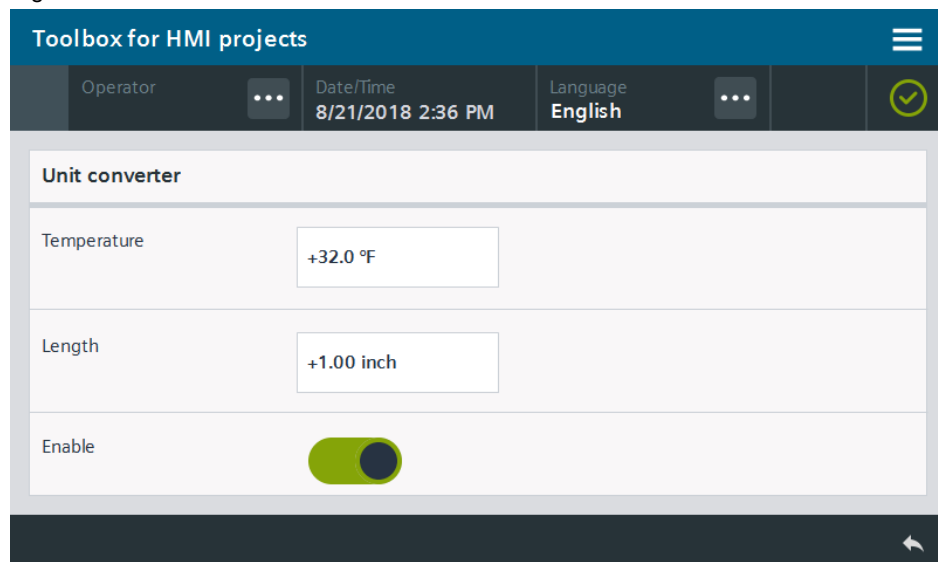 Toolbox for HMI projects
Operator
Date/Time
Language
8/21/2018 2:36 PM
English
Unit converter
Temperature
+32.0 °F
Length
+1.00 inch
Enable